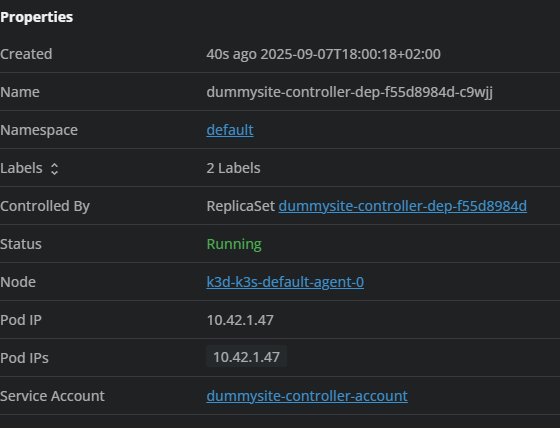 Properties
Created 40s ago 2025-09-07T18:00:18+02:00
Name dummysite-controller-dep-f55d8984d-c9wjj
Namespace default
Labels 2 Labels
Controlled By ReplicaSet dummysite-controller-dep-f55d8984d
Status Running
Node k3d-k3s-default-agent-0
Pod IP 10.42.1.47
Pod IPs 10.42.1.47
Service Account dummysite-controller-account